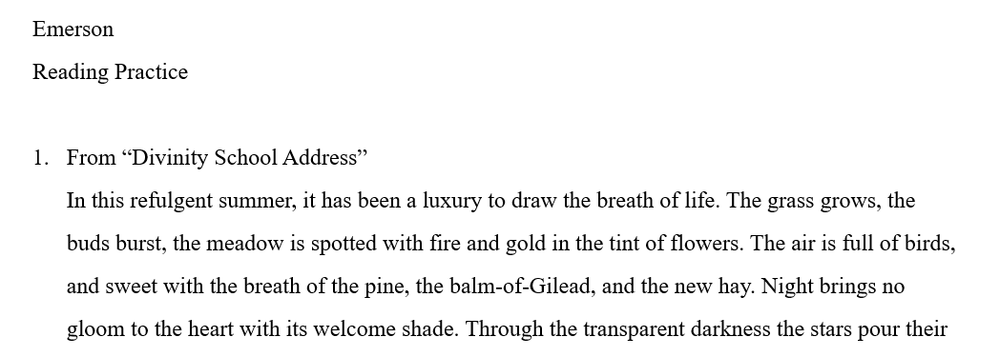 Emerson
Reading Practice
1. From “Divinity School Address”
In this refulgent summer, it has been a luxury to draw the breath of life. The grass grows, the
buds burst, the meadow is spotted with fire and gold in the tint of flowers. The air is full of birds,
and sweet with the breath of the pine, the balm-of-Gilead, and the new hay. Night brings no
gloom to the heart with its welcome shade. Through the transparent darkness the stars pour their